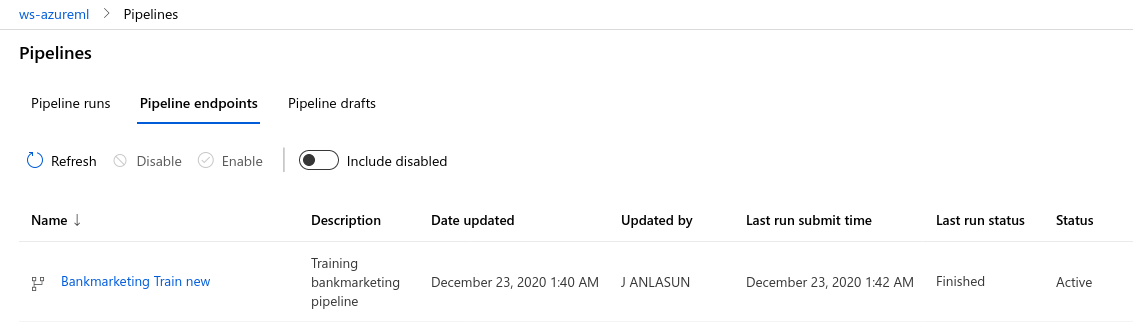 ws-azureml > Pipelines
Pipelines
Pipeline runs Pipeline endpoints Pipeline drafts
Refresh Disable Enable Include disabled
Name ↓ Description Date updated Updated by Last run submit time Last run status Status
Training
Bankmarketing Train new bankmarketing December 23, 2020 1:40 AM J ANLASUN December 23, 2020 1:42 AM Finished Active
pipeline